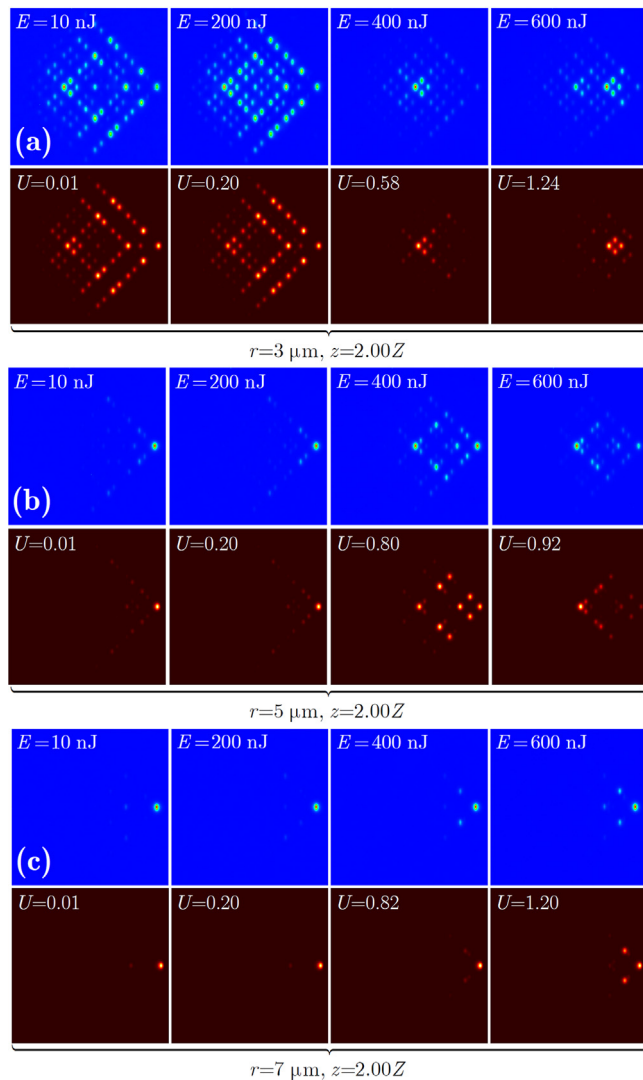 E=10 nJ E=200 nJ E=400 nJ E=600 nJ
(a)
U=0.01 U=0.20 U=0.58 U=1.24
r=3 μm, z=2.00Z
E=10 nJ E=200 nJ E=400 nJ E=600 nJ
(b)
U=0.01 U=0.20 U=0.80 U=0.92
r=5 μm, z=2.00Z
E=10 nJ E=200 nJ E=400 nJ E=600 nJ
(c)
U=0.01 U=0.20 U=0.82 U=1.20
r=7 μm, z=2.00Z